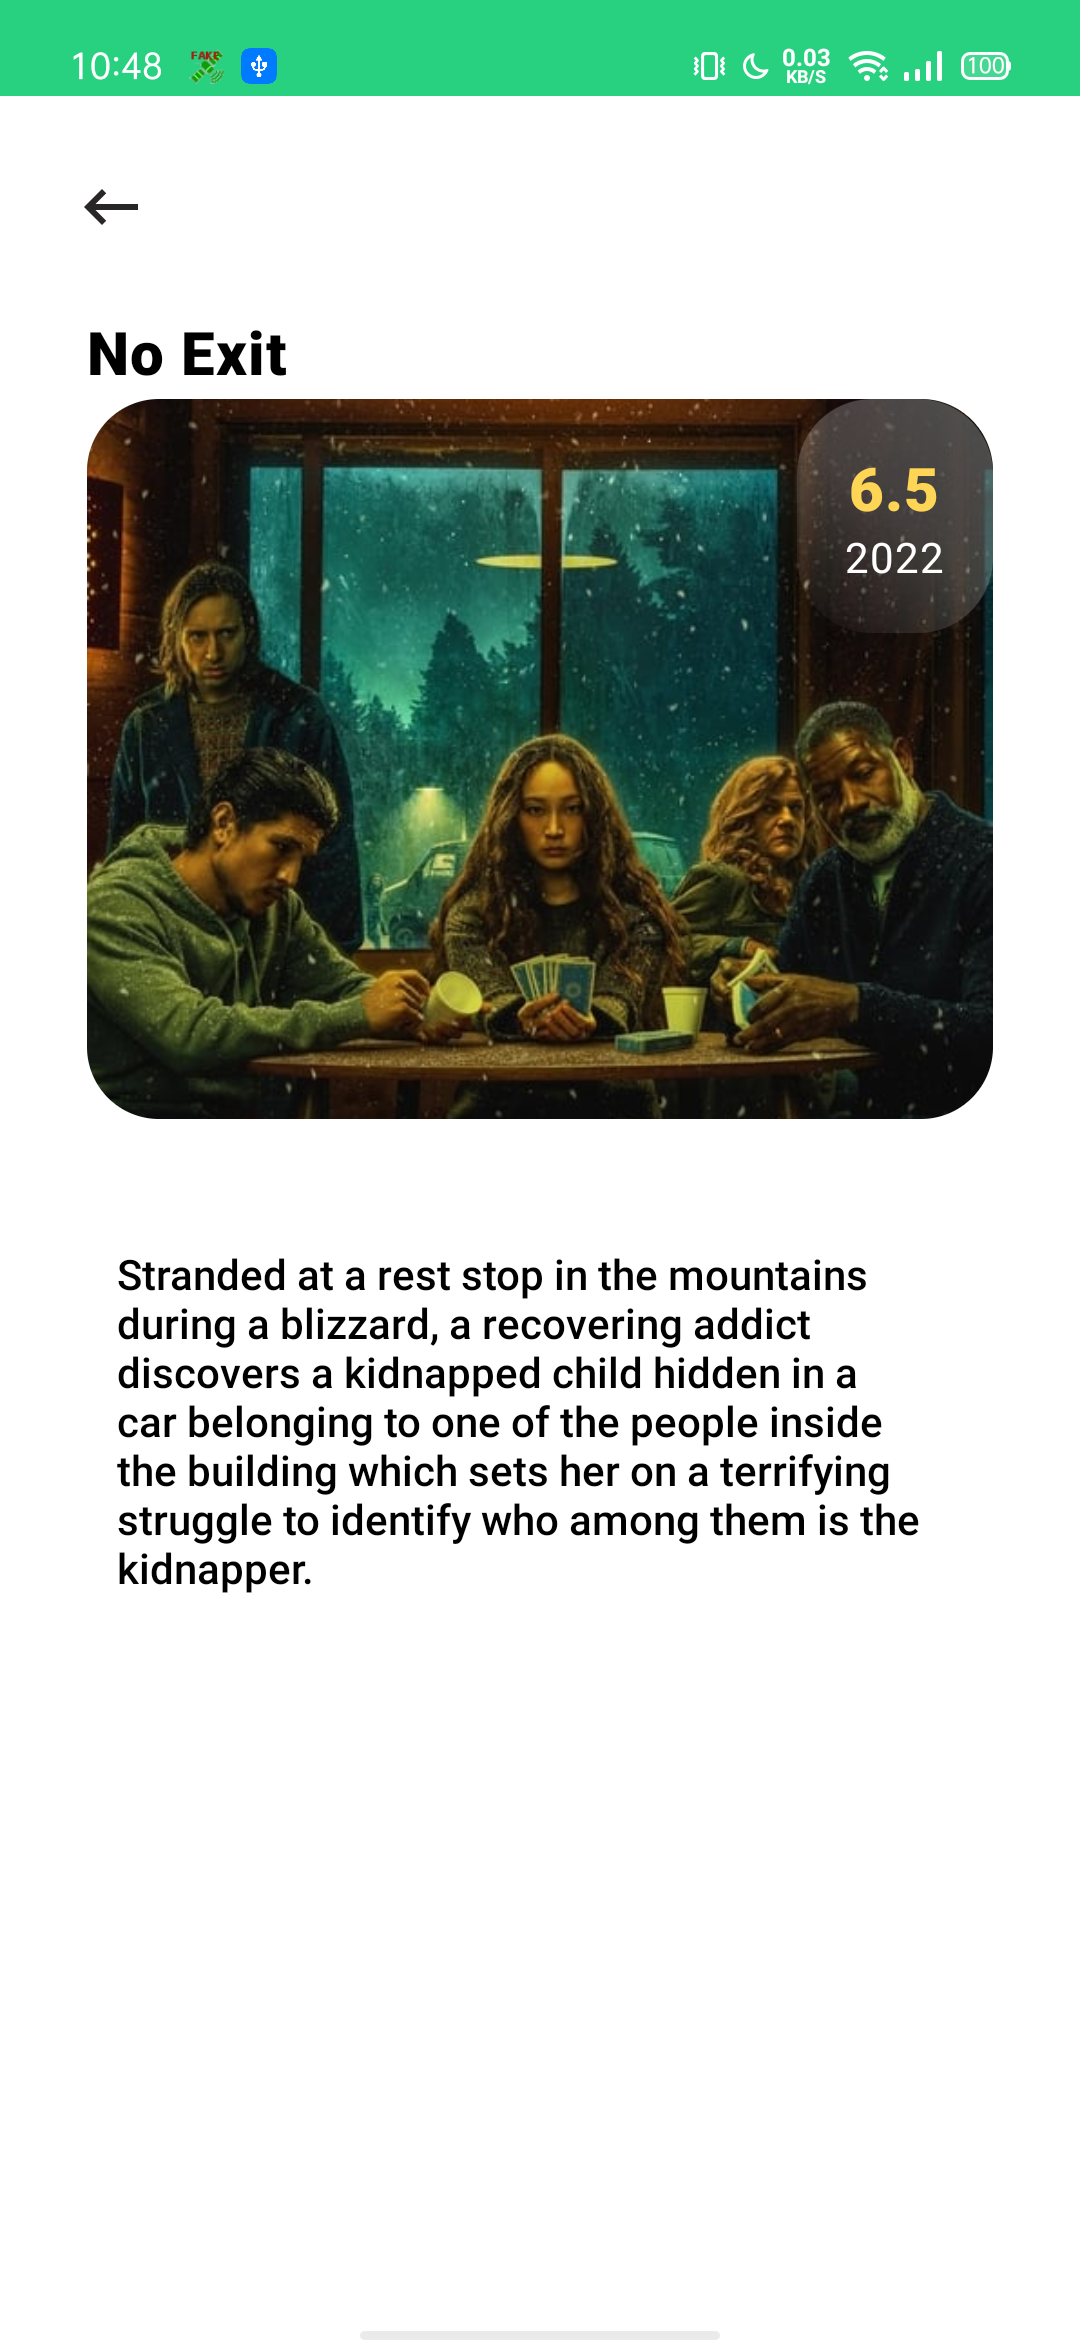 10:48
FAKE
0.03
KB/S
100
No Exit
6.5
2022
Stranded at a rest stop in the mountains
during a blizzard, a recovering addict
discovers a kidnapped child hidden in a
car belonging to one of the people inside
the building which sets her on a terrifying
struggle to identify who among them is the
kidnapper.